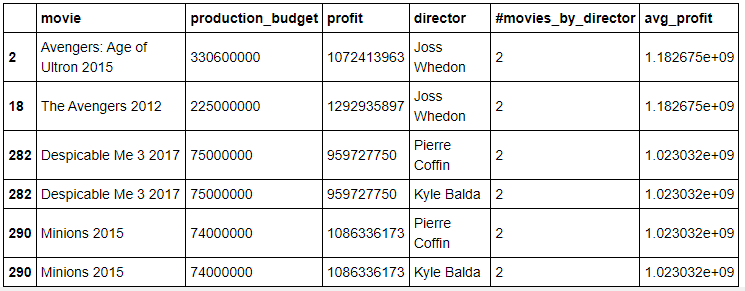 movie production_budget profit director #movies_by_director avg_profit
2 Avengers: Age of Ultron 2015 330600000 1072413963 Joss Whedon 2 1.182675e+09
18 The Avengers 2012 225000000 1292935897 Joss Whedon 2 1.182675e+09
282 Despicable Me 3 2017 75000000 959727750 Pierre Coffin 2 1.023032e+09
282 Despicable Me 3 2017 75000000 959727750 Kyle Balda 2 1.023032e+09
290 Minions 2015 74000000 1086336173 Pierre Coffin 2 1.023032e+09
290 Minions 2015 74000000 1086336173 Kyle Balda 2 1.023032e+09